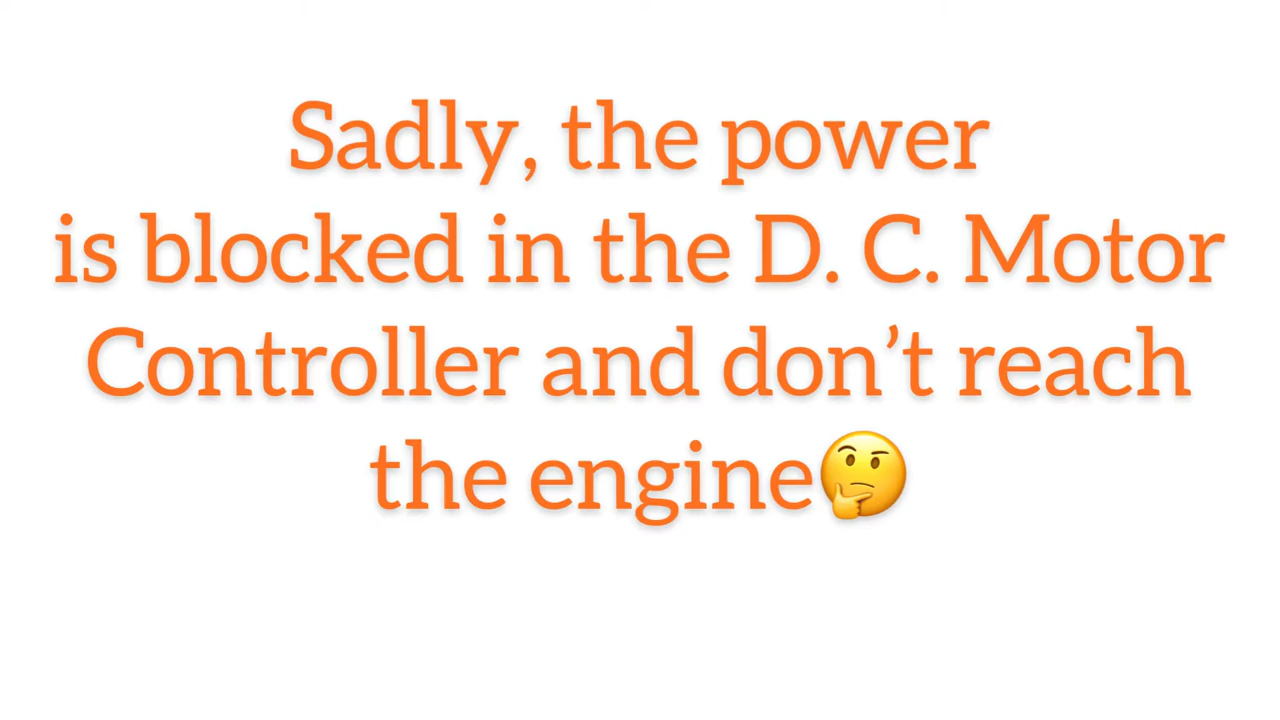 Sadly, the power
is blocked in the D. C. Motor
Controller and don’t reach
the engine🤔